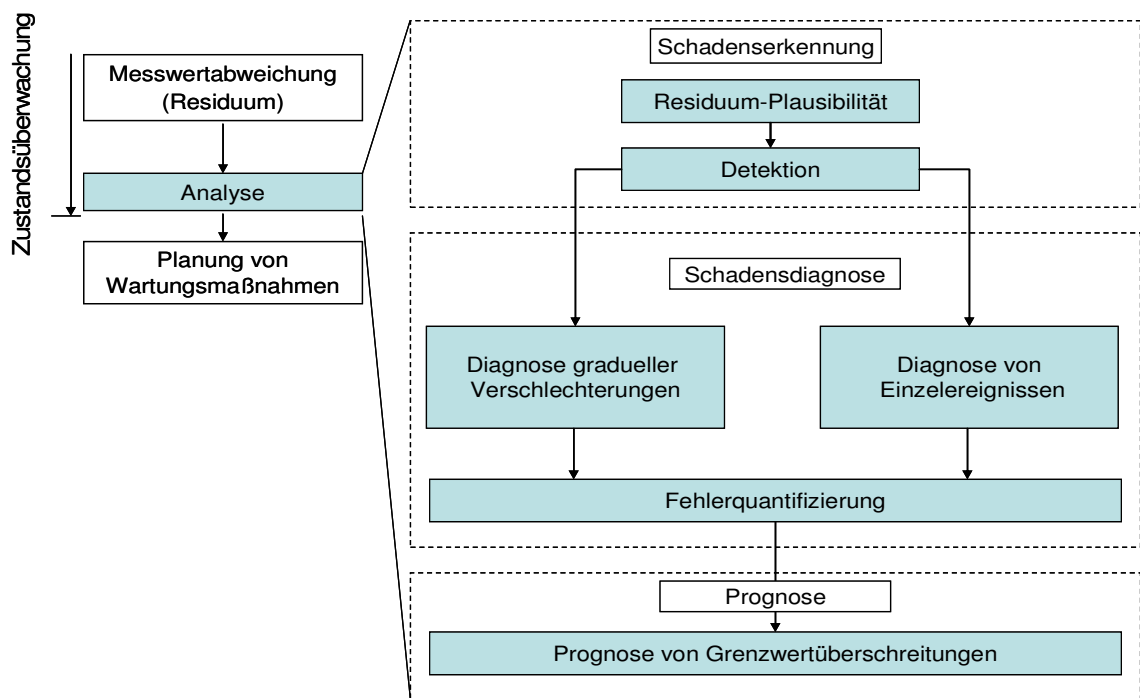 Zustandsüberwachung
Messwertabweichung
(Residuum)
Analyse
Planung von
Wartungsmaßnahmen
Schadenserkennung
Residuum-Plausibilität
Detektion
Schadensdiagnose
Diagnose gradueller
Verschlechterungen
Diagnose von
Einzelereignissen
Fehlerquantifizierung
Prognose
Prognose von Grenzwertüberschreitungen